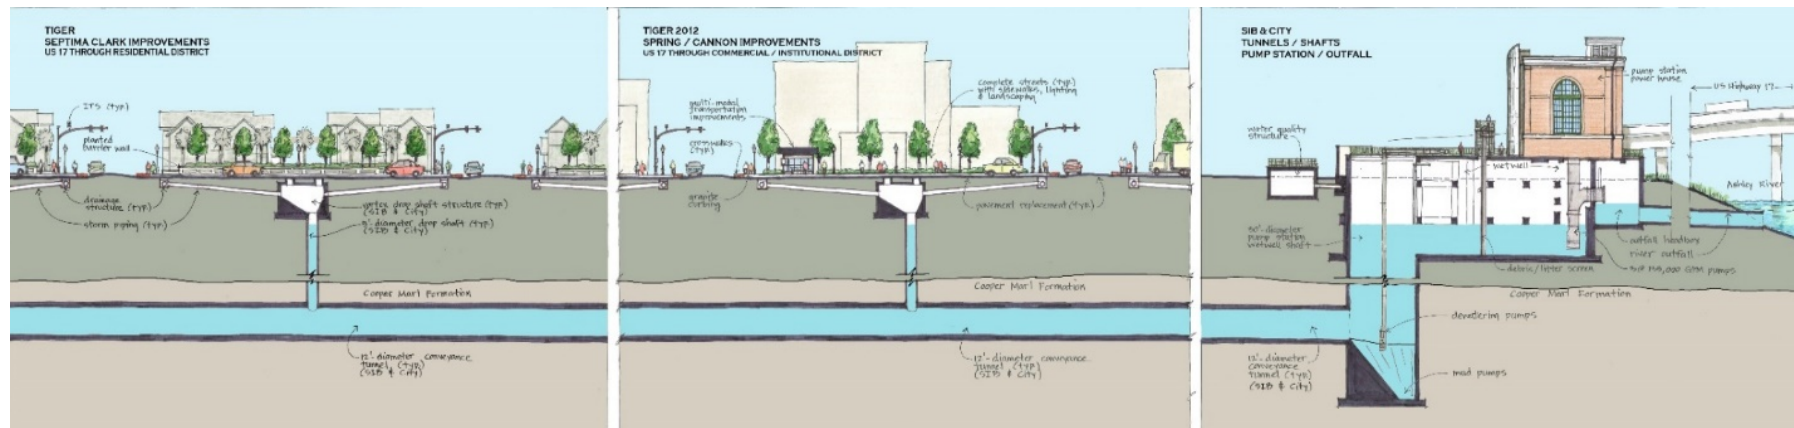 TIGER
SEPTIMA CLARK IMPROVEMENTS
US 17 THROUGH RESIDENTIAL DISTRICT
ITS (typ.)
planted
barrier wall
drainage
structure (typ.)
storm piping (typ.)
vortex drop shaft structure (typ.)
(SIB & City)
diameter drop shaft (typ.)
(SIB & City)
Cooper Marl Formation
12'-diameter conveyance
tunnel (typ.)
(SIB & City)
TIGER 2012
SPRING / CANNON IMPROVEMENTS
US 17 THROUGH COMMERCIAL / INSTITUTIONAL DISTRICT
multi-modal
transportation
improvements
complete streets (typ.)
with sidewalks, lighting
& landscaping
crosswalks
(typ.)
granite
curbing
pavement replacement (typ.)
Cooper Marl Formation
12'-diameter conveyance
tunnel (typ.)
(SIB & City)
SIB & CITY
TUNNELS / SHAFTS
PUMP STATION / OUTFALL
pump station
power house
US Highway 17
water quality
structure
wetwell
Ashley River
diameter
pump station
wetwell shaft
outfall
river outfall
GPM pumps
debris/litter screen
Cooper Marl Formation
dewatering pumps
12'-diameter
conveyance
tunnel (typ.)
(SIB & City)
mud pumps